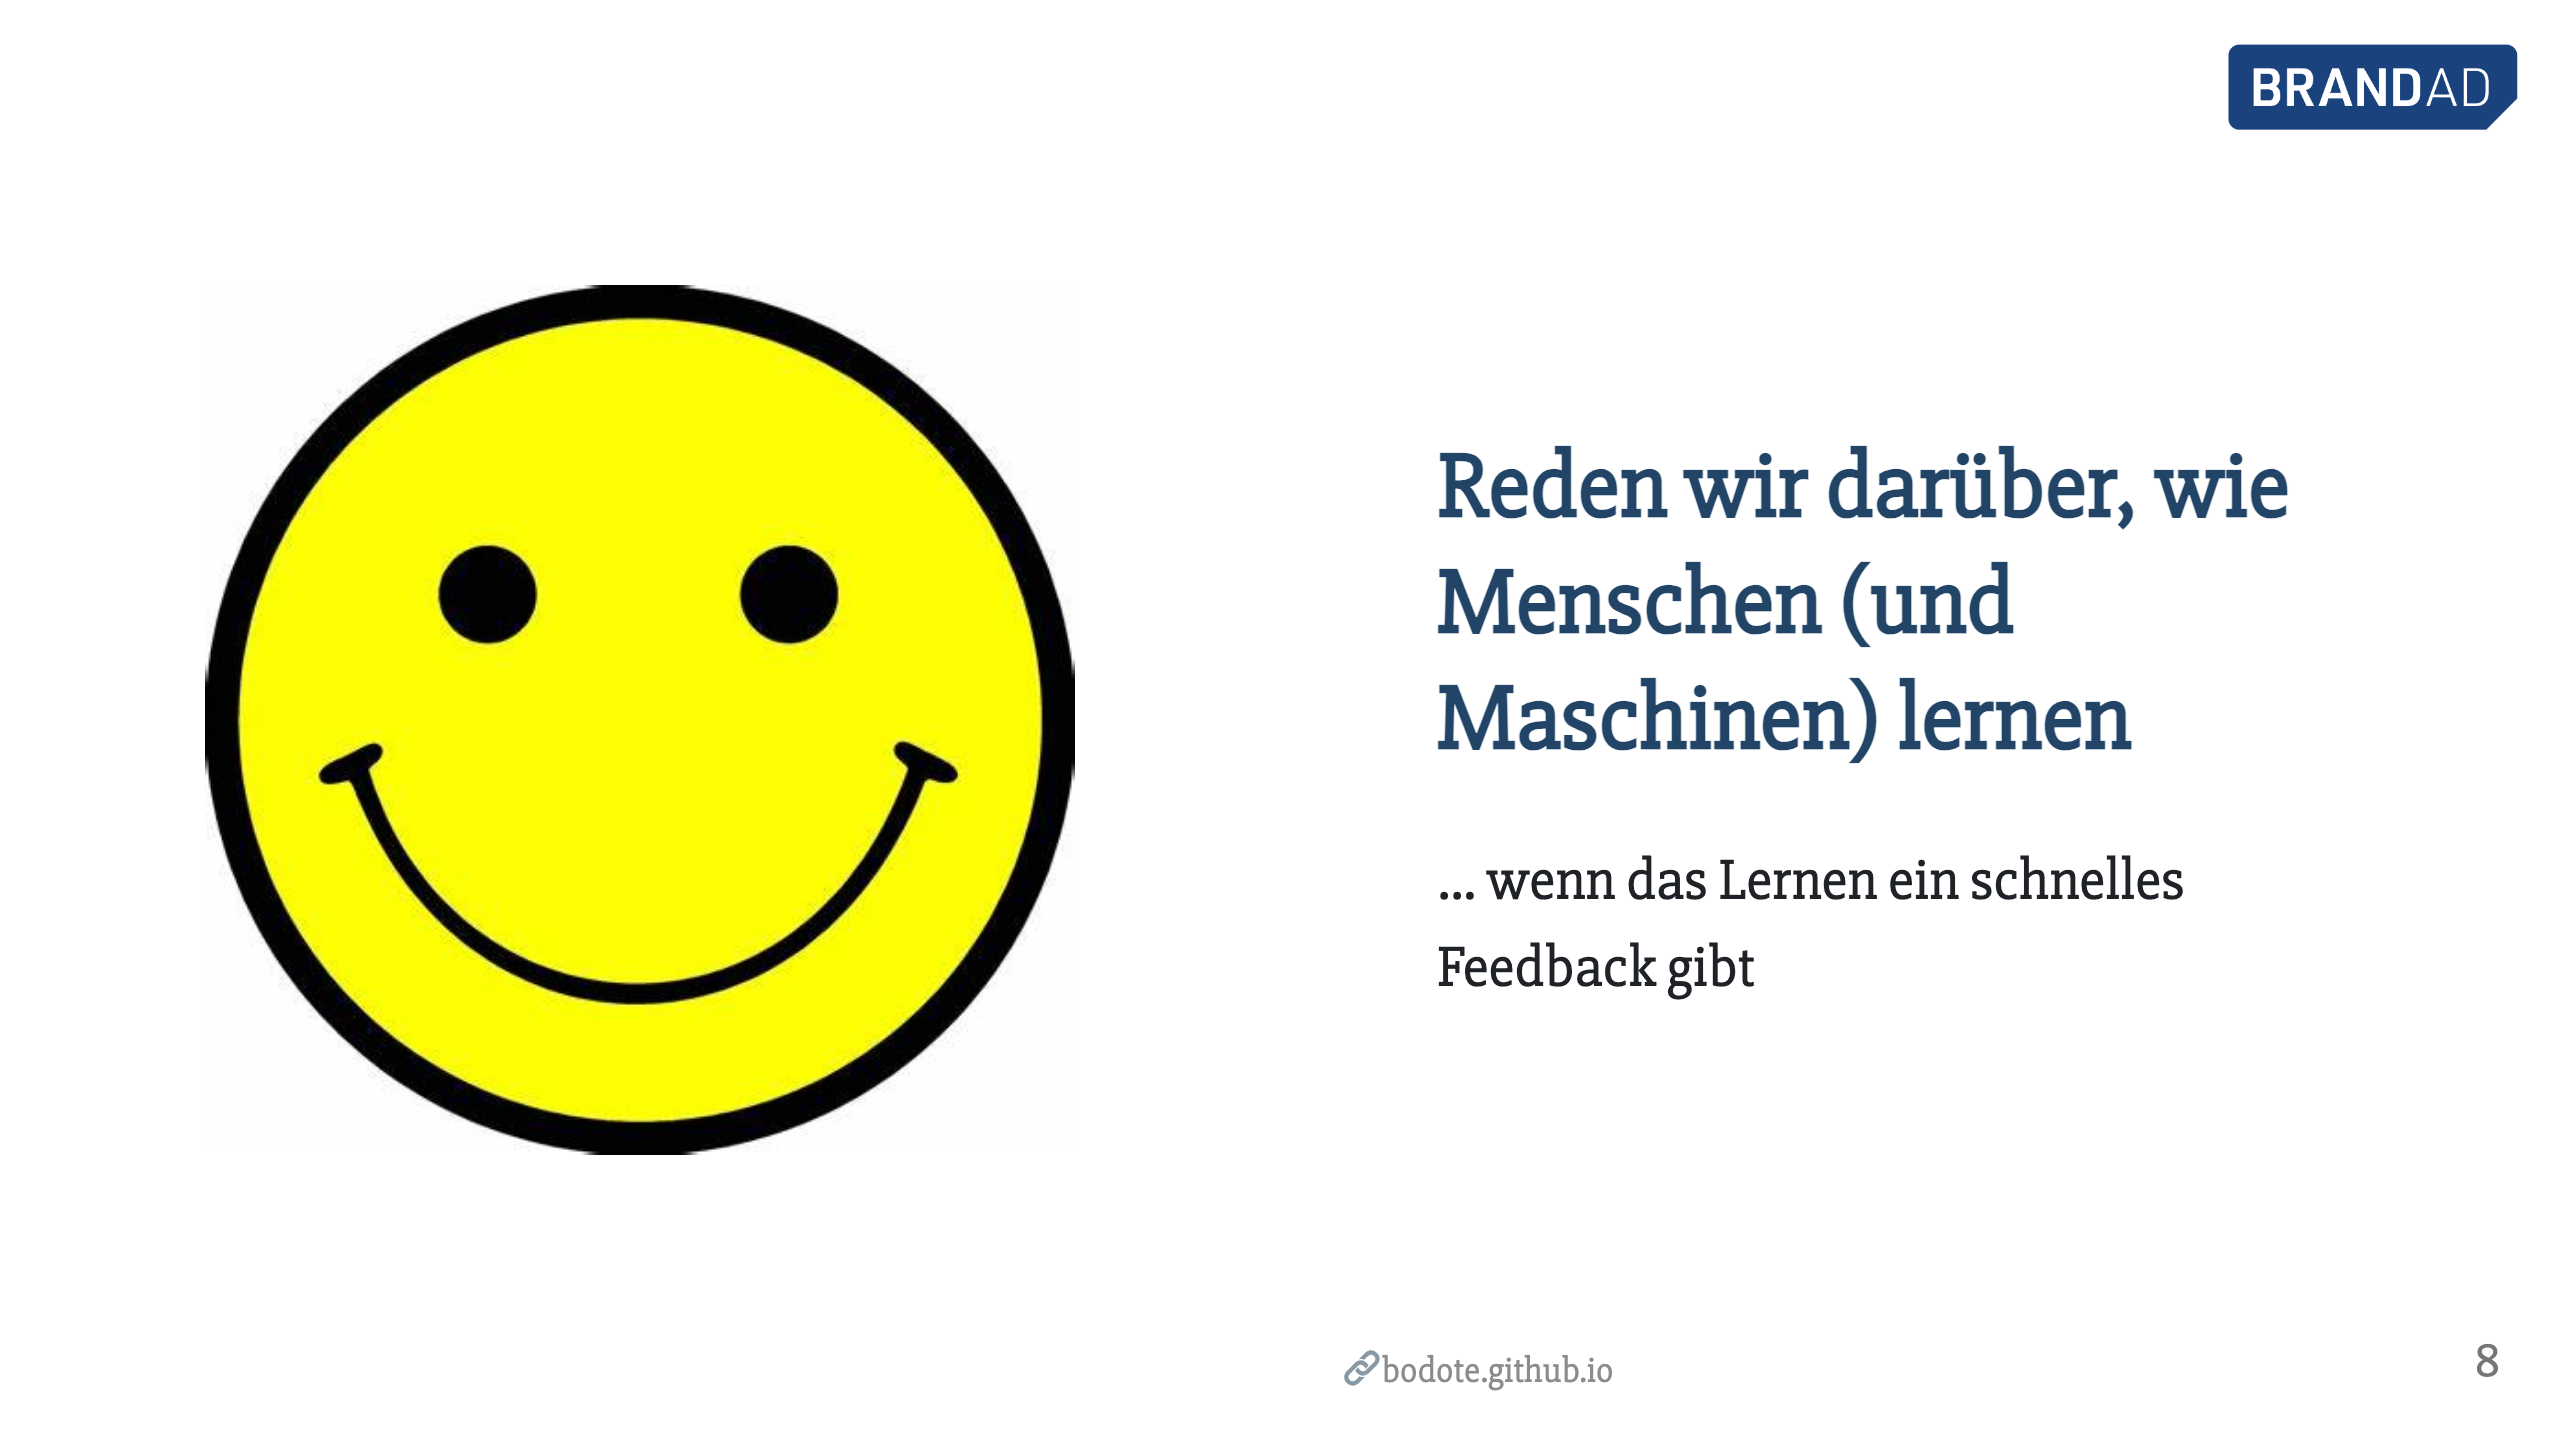 BRANDAD
Reden wir darüber, wie
Menschen (und
Maschinen) lernen
... wenn das Lernen ein schnelles
Feedback gibt
bodote.github.io
8